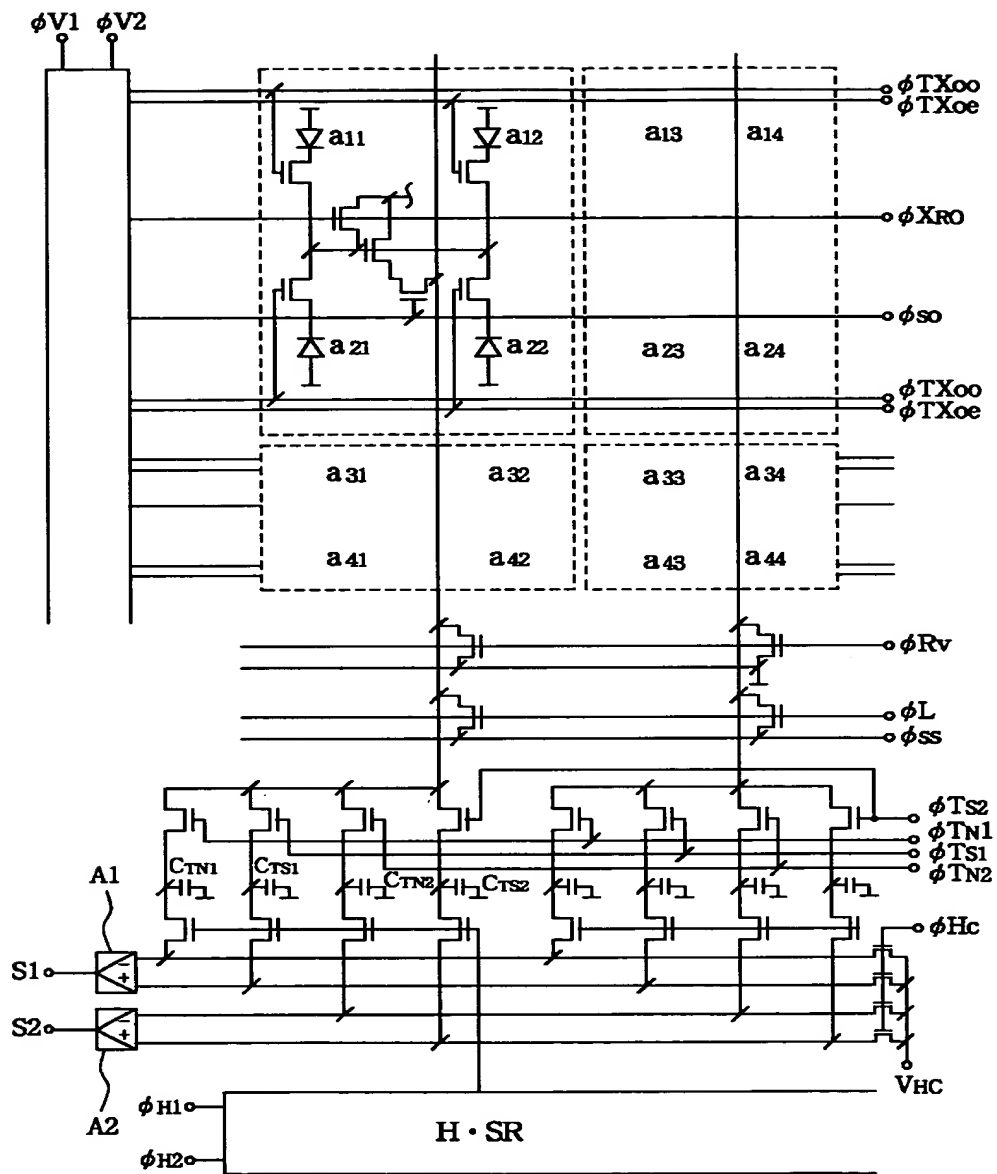 ϕV1 ϕV2
ϕTXoo
ϕTXoe
a11 a12 a13 a14
ϕXRO
ϕso
a21 a22 a23 a24
ϕTXoo
ϕTXoe
a31 a32 a33 a34
a41 a42 a43 a44
ϕRv
ϕL
ϕss
ϕTS2
ϕTN1
ϕTS1
ϕTN2
CTN1 CTS1 CTN2 CTS2
A1
ϕHc
S1 − +
S2 − +
VHC
A2
ϕH1
H・SR
ϕH2